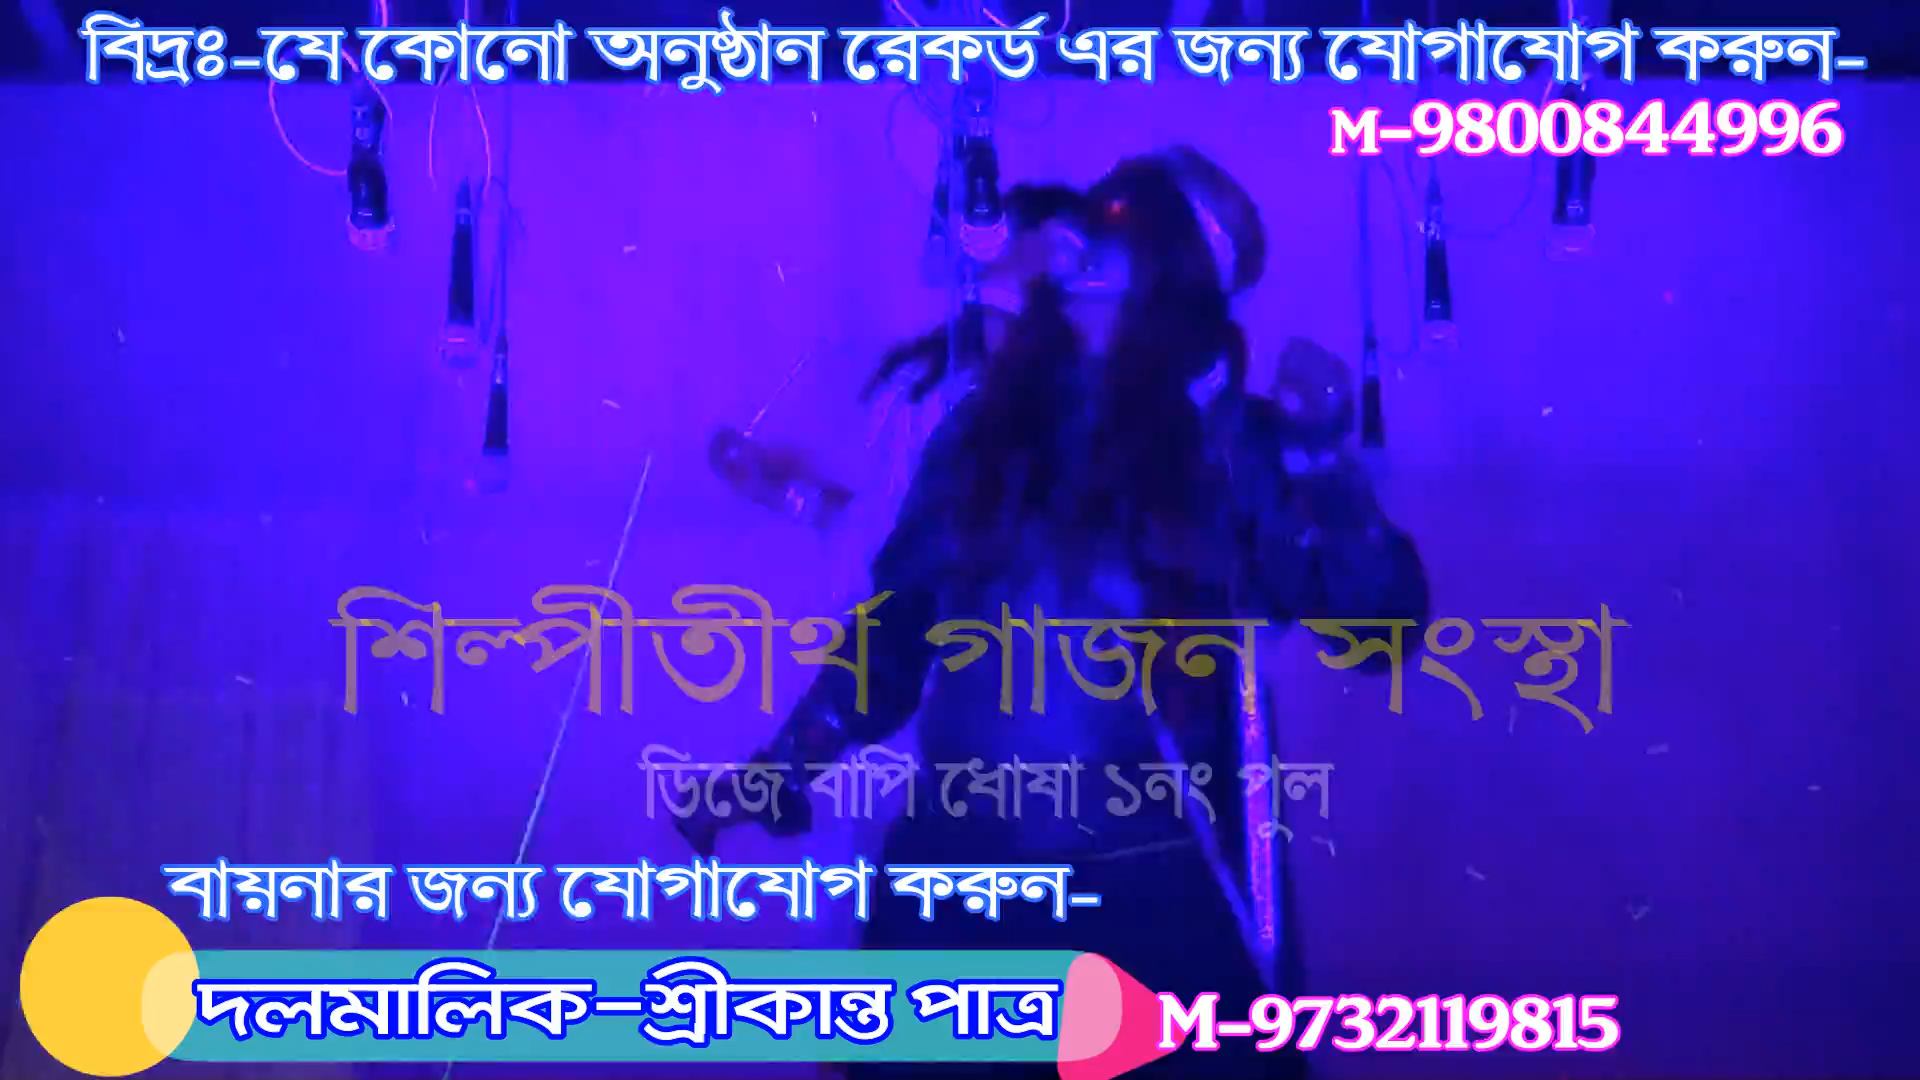 বিদ্রঃ-যে কোনো অনুষ্ঠান রেকর্ড এর জন্য যোগাযোগ করুন-
M-9800844996
শিল্পীতীর্থ গাজন সংস্থা
ডিজে বাপি ধোষা্ ১নং পুল
বায়নার জন্য যোগাযোগ করুন-
দলমালিক-শ্রীকান্ত পাত্র
M-9732119815